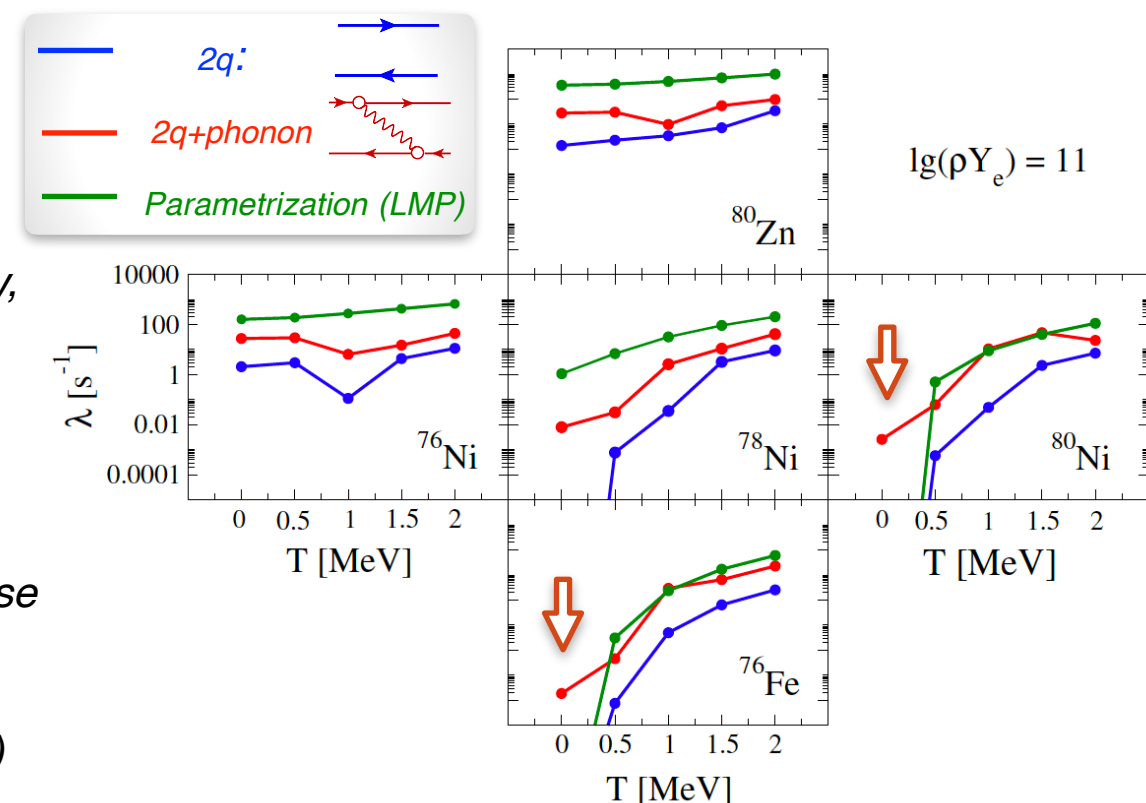 2q:
2q+phonon
Parametrization (LMP)
lg(ρYₑ) = 11
⁸⁰Zn
y,
10000
100
1
0.01
0.0001
λ [s⁻¹]
⁷⁶Ni
⁷⁸Ni
⁸⁰Ni
0 0.5 1 1.5 2
T [MeV]
0 0.5 1 1.5 2
T [MeV]
se
⁷⁶Fe
)
0 0.5 1 1.5 2
T [MeV]